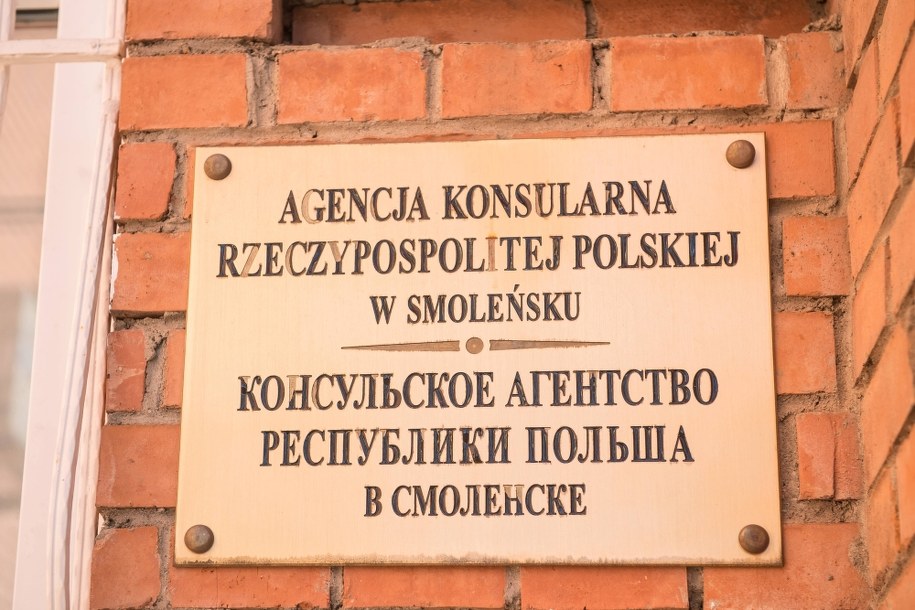 AGENCJA KONSULARNA
RZECZYPOSPOLITEJ POLSKIEJ
W SMOLEŃSKU
КОНСУЛЬСКОЕ АГЕНТСТВО
РЕСПУБЛИКИ ПОЛЬША
В СМОЛЕНСКЕ